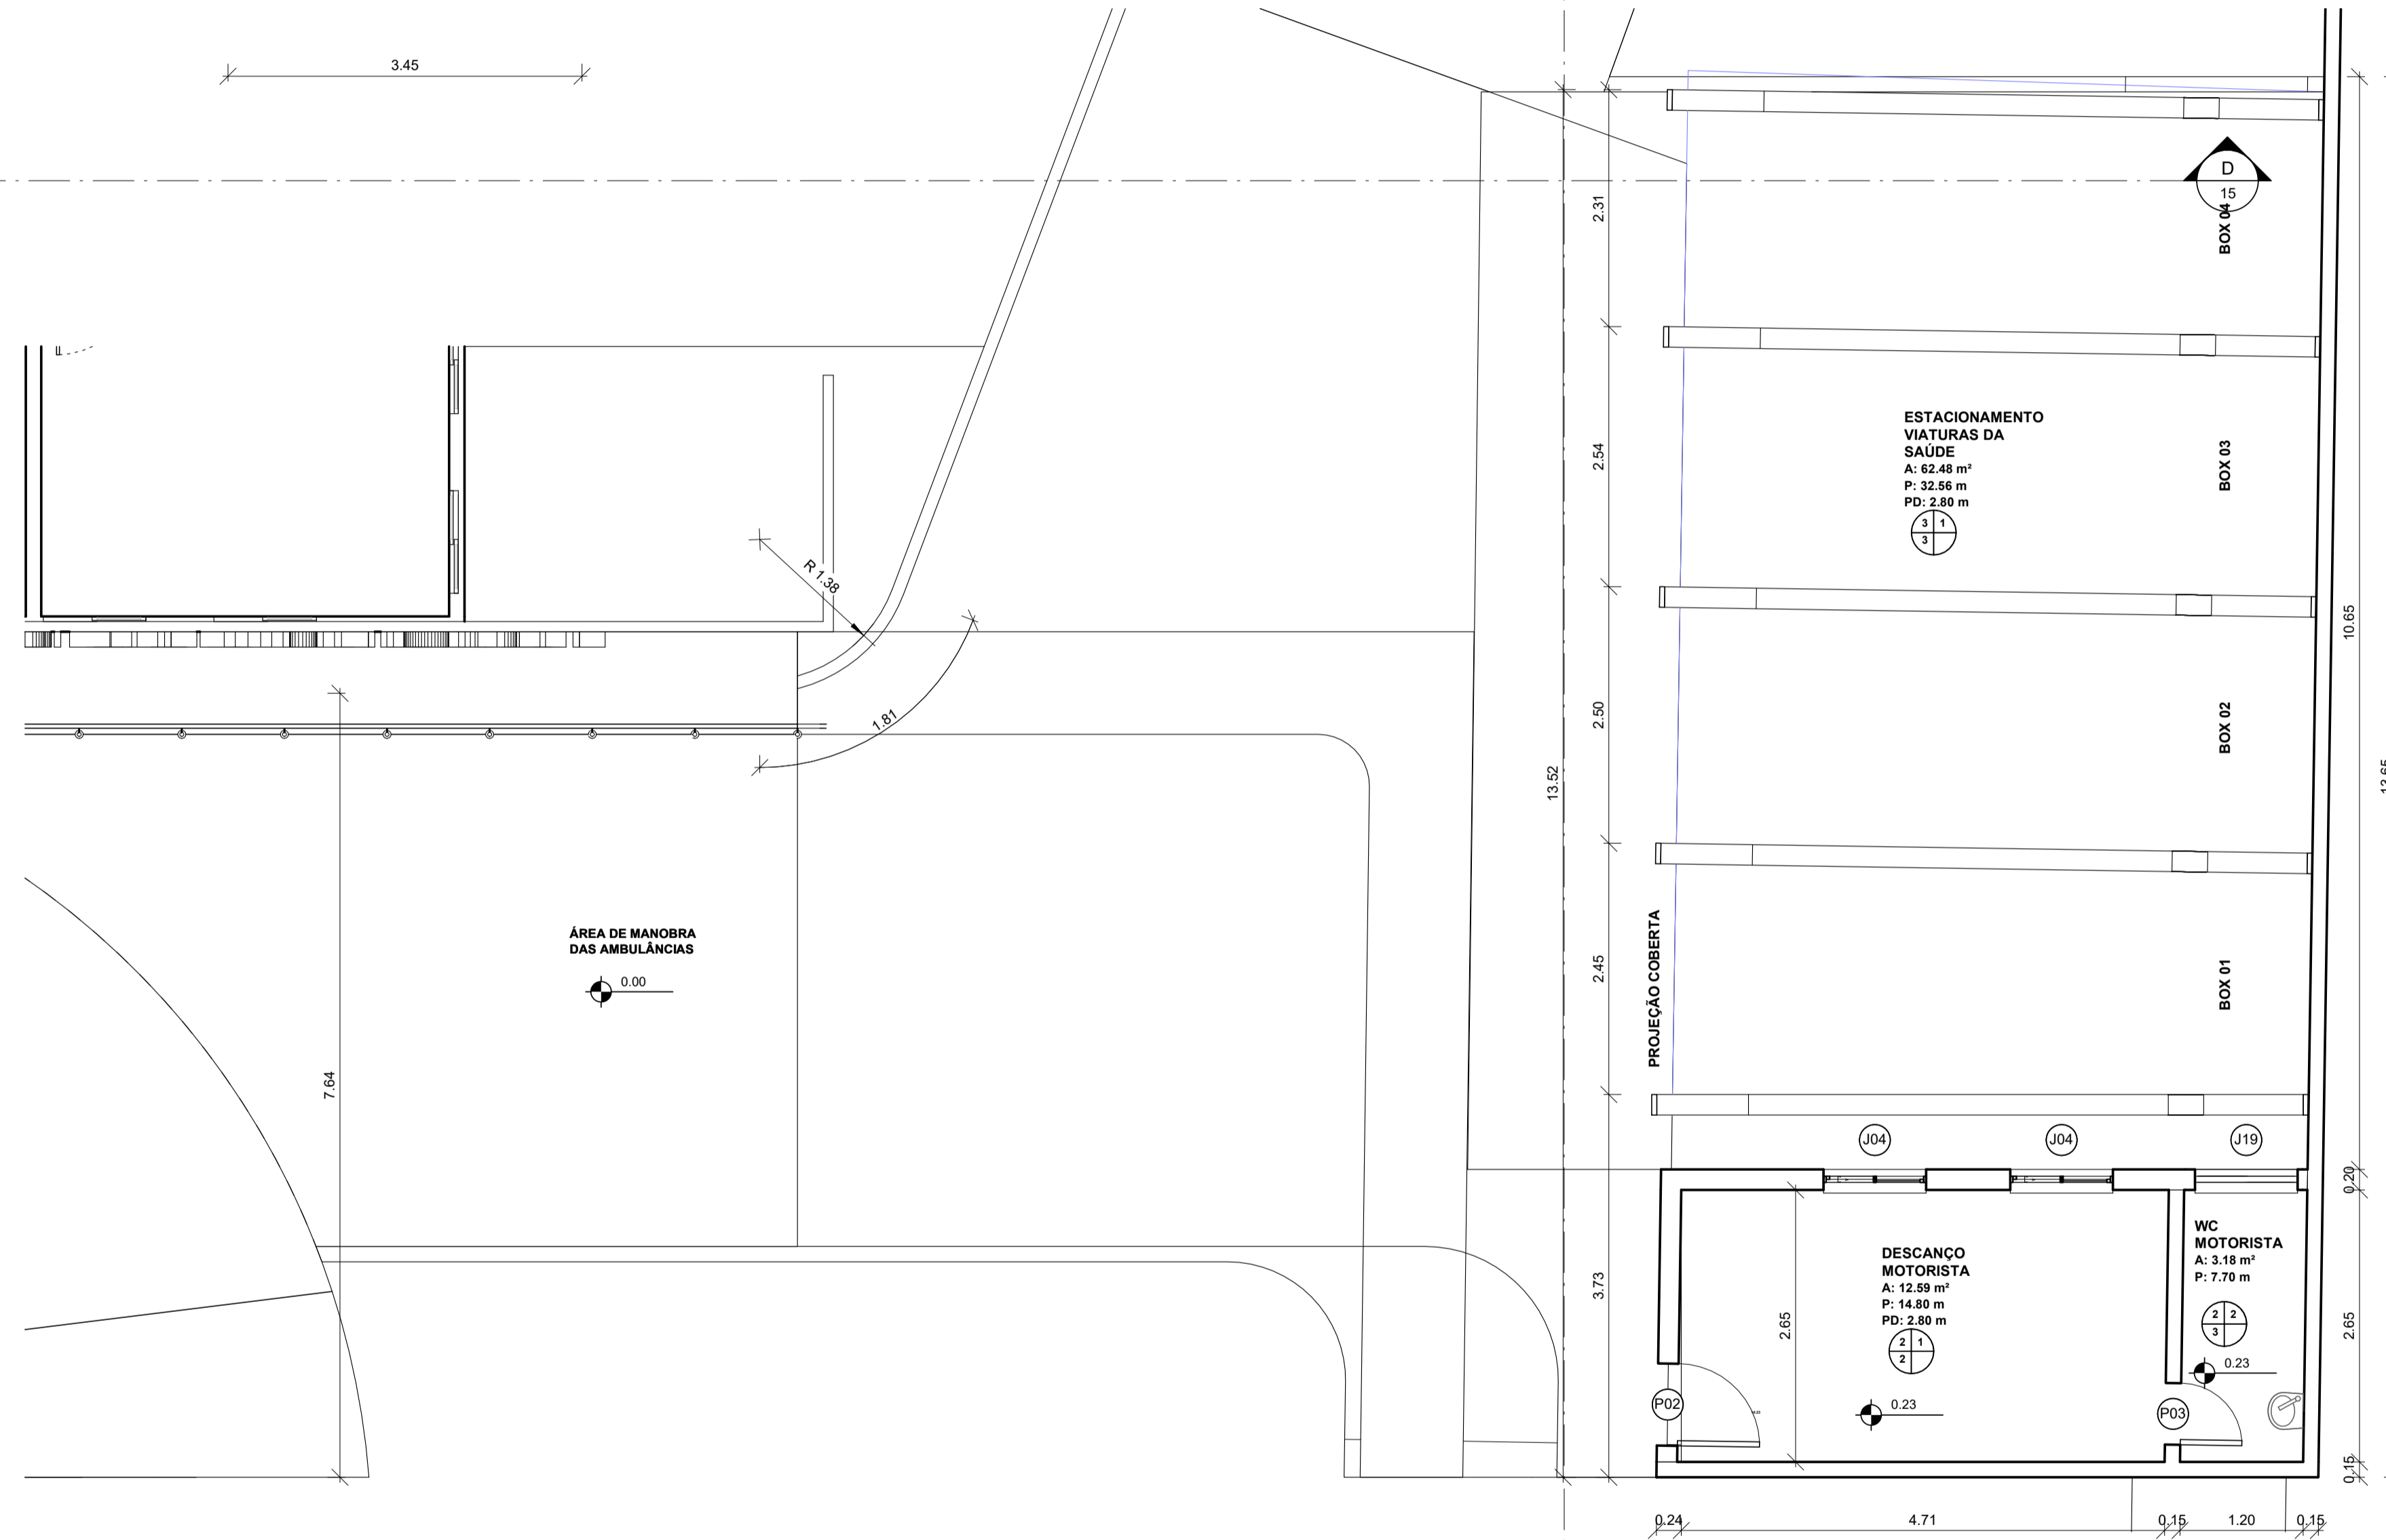 3.45
D
15
BOX 04
2.31
ESTACIONAMENTO
VIATURAS DA
SAÚDE
A: 62.48 m²
P: 32.56 m
PD: 2.80 m
3 1
3
BOX 03
2.54
R 1.38
10.65
1.81
2.50
BOX 02
13.52
13.65
ÁREA DE MANOBRA
DAS AMBULÂNCIAS
0.00
PROJEÇÃO COBERTA
2.45
BOX 01
7.64
J04
J04
J19
0.20
WC
MOTORISTA
A: 3.18 m²
P: 7.70 m
2 2
3
0.23
DESCANÇO
MOTORISTA
A: 12.59 m²
P: 14.80 m
PD: 2.80 m
2 1
2
0.23
3.73
2.65
2.65
P02
P03
0.15
0.24
4.71
0.15
1.20
0.15